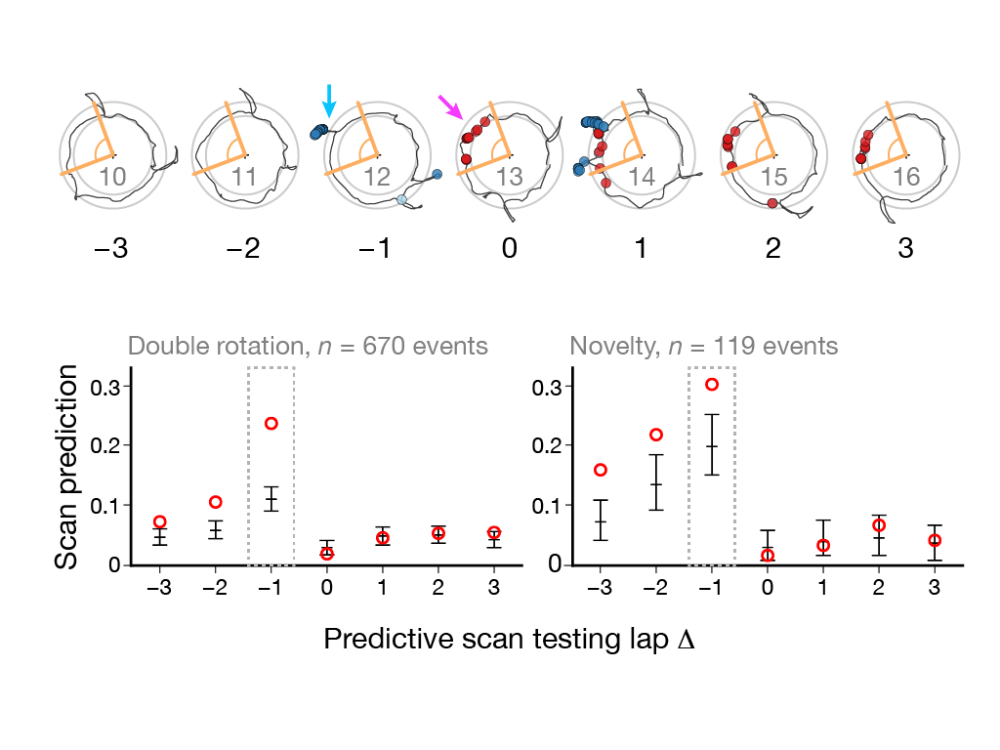 10 11 12 13 14 15 16
−3 −2 −1 0 1 2 3
Double rotation, n = 670 events
Novelty, n = 119 events
Scan prediction
0.3
0.2
0.1
0
−3 −2 −1 0 1 2 3
0.3
0.2
0.1
0
−3 −2 −1 0 1 2 3
Predictive scan testing lap Δ